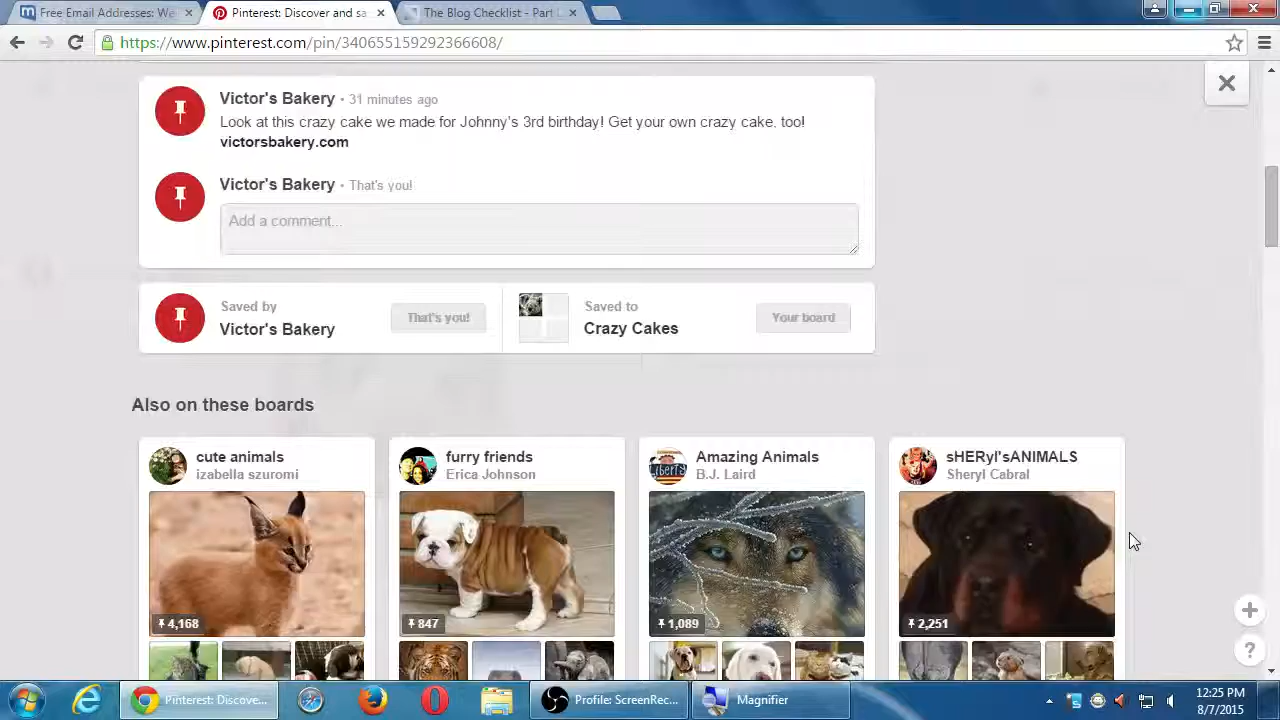 Free Email Addresses: We
Pinterest: Discover and sa
The Blog Checklist - Part
https://www.pinterest.com/pin/340655159292366608/
Victor's Bakery • 31 minutes ago
Look at this crazy cake we made for Johnny's 3rd birthday! Get your own crazy cake. too!
victorsbakery.com
Victor's Bakery • That's you!
Add a comment...
Saved by
Victor's Bakery
That's you!
Saved to
Crazy Cakes
Your board
Also on these boards
cute animals
izabella szuromi
4,168
furry friends
Erica Johnson
847
Amazing Animals
B.J. Laird
1,089
sHERyl'sANIMALS
Sheryl Cabral
2,251
?
Pinterest: Discove...
Profile: ScreenRec...
Magnifier
12:25 PM
8/7/2015